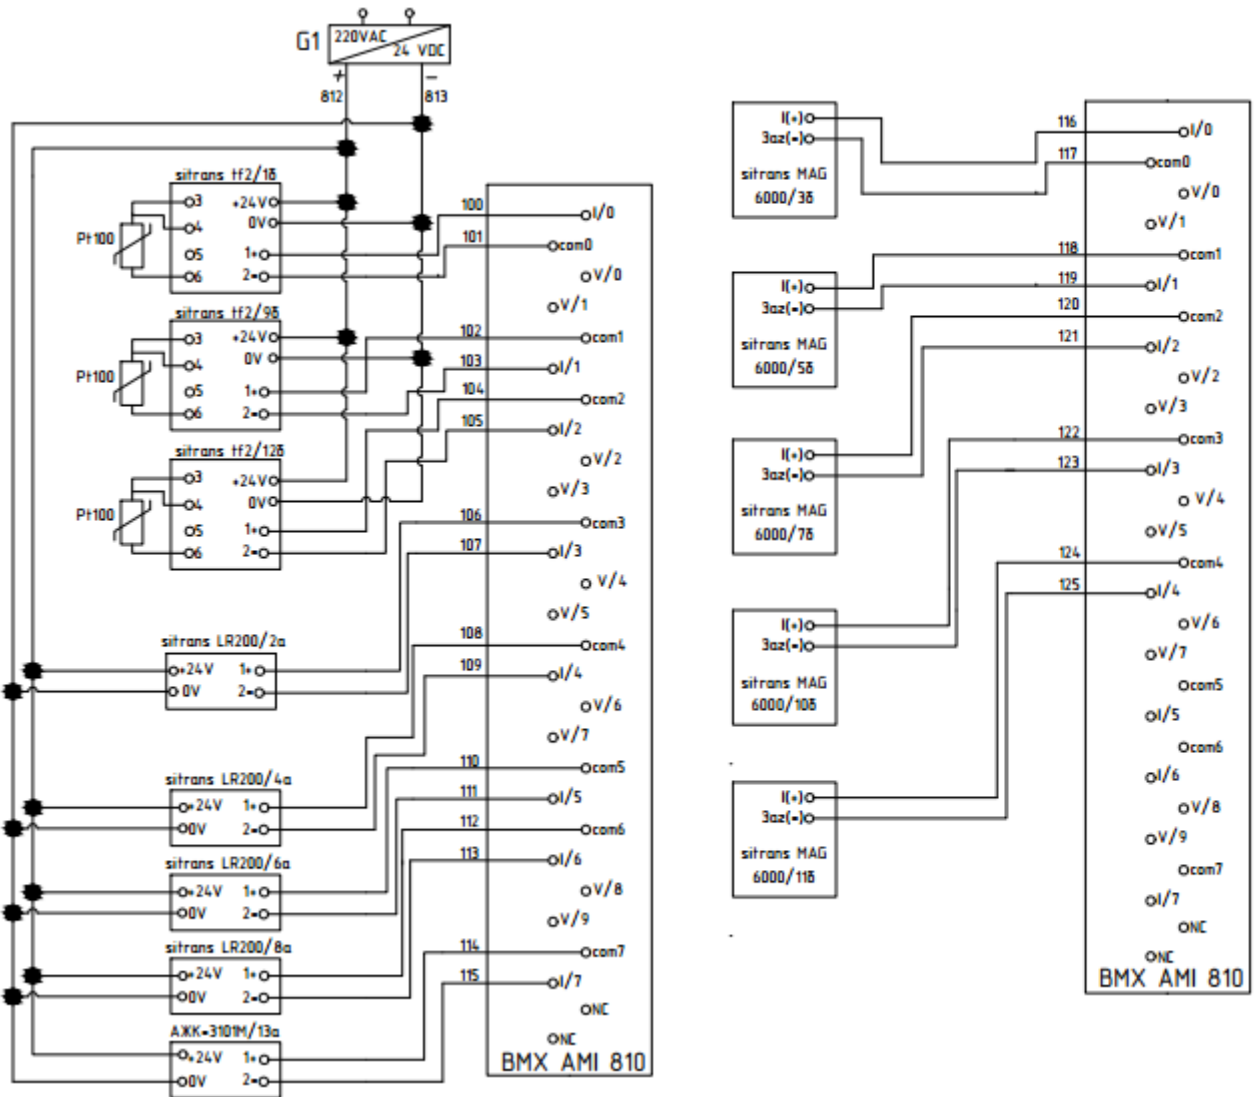 G1
220VAC
24 VDC
+
−
812
813
sitrans tf2/1δ
Pt100
3
+24V
4
0V
5
1+
6
2-
sitrans tf2/9δ
Pt100
3
+24V
4
0V
5
1+
6
2-
sitrans tf2/12δ
Pt100
3
+24V
4
0V
5
1+
6
2-
sitrans LR200/2a
+24V
1+
0V
2-
sitrans LR200/4a
+24V
1+
0V
2-
sitrans LR200/6a
+24V
1+
0V
2-
sitrans LR200/8a
+24V
1+
0V
2-
АЖК-3101М/13а
+24V
1+
0V
2-
100
I/0
101
com0
V/0
V/1
102
com1
103
I/1
104
com2
105
I/2
V/2
V/3
106
com3
107
I/3
V/4
V/5
108
com4
109
I/4
V/6
V/7
110
com5
111
I/5
112
com6
113
I/6
V/8
V/9
114
com7
115
I/7
NC
NC
BMX AMI 810
I(+)
Заz(-)
sitrans MAG
6000/3δ
I(+)
Заz(-)
sitrans MAG
6000/5δ
I(+)
Заz(-)
sitrans MAG
6000/7δ
I(+)
Заz(-)
sitrans MAG
6000/10δ
I(+)
Заz(-)
sitrans MAG
6000/11δ
116
I/0
117
com0
V/0
V/1
118
com1
119
I/1
120
com2
121
I/2
V/2
V/3
122
com3
123
I/3
V/4
V/5
124
com4
125
I/4
V/6
V/7
com5
I/5
com6
I/6
V/8
V/9
com7
I/7
NC
NC
BMX AMI 810